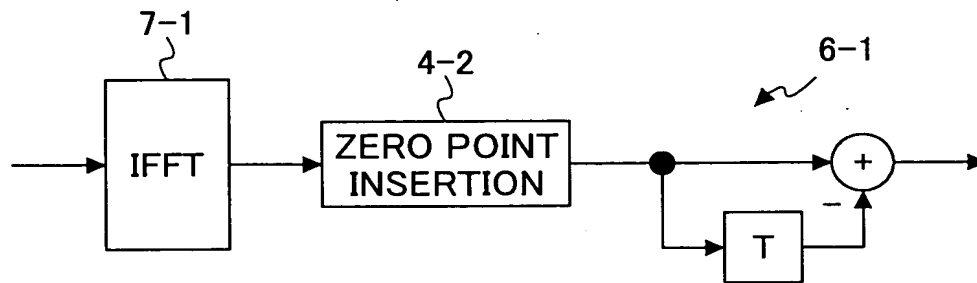 7-1
4-2
6-1
IFFT
ZERO POINT
INSERTION
+
−
T